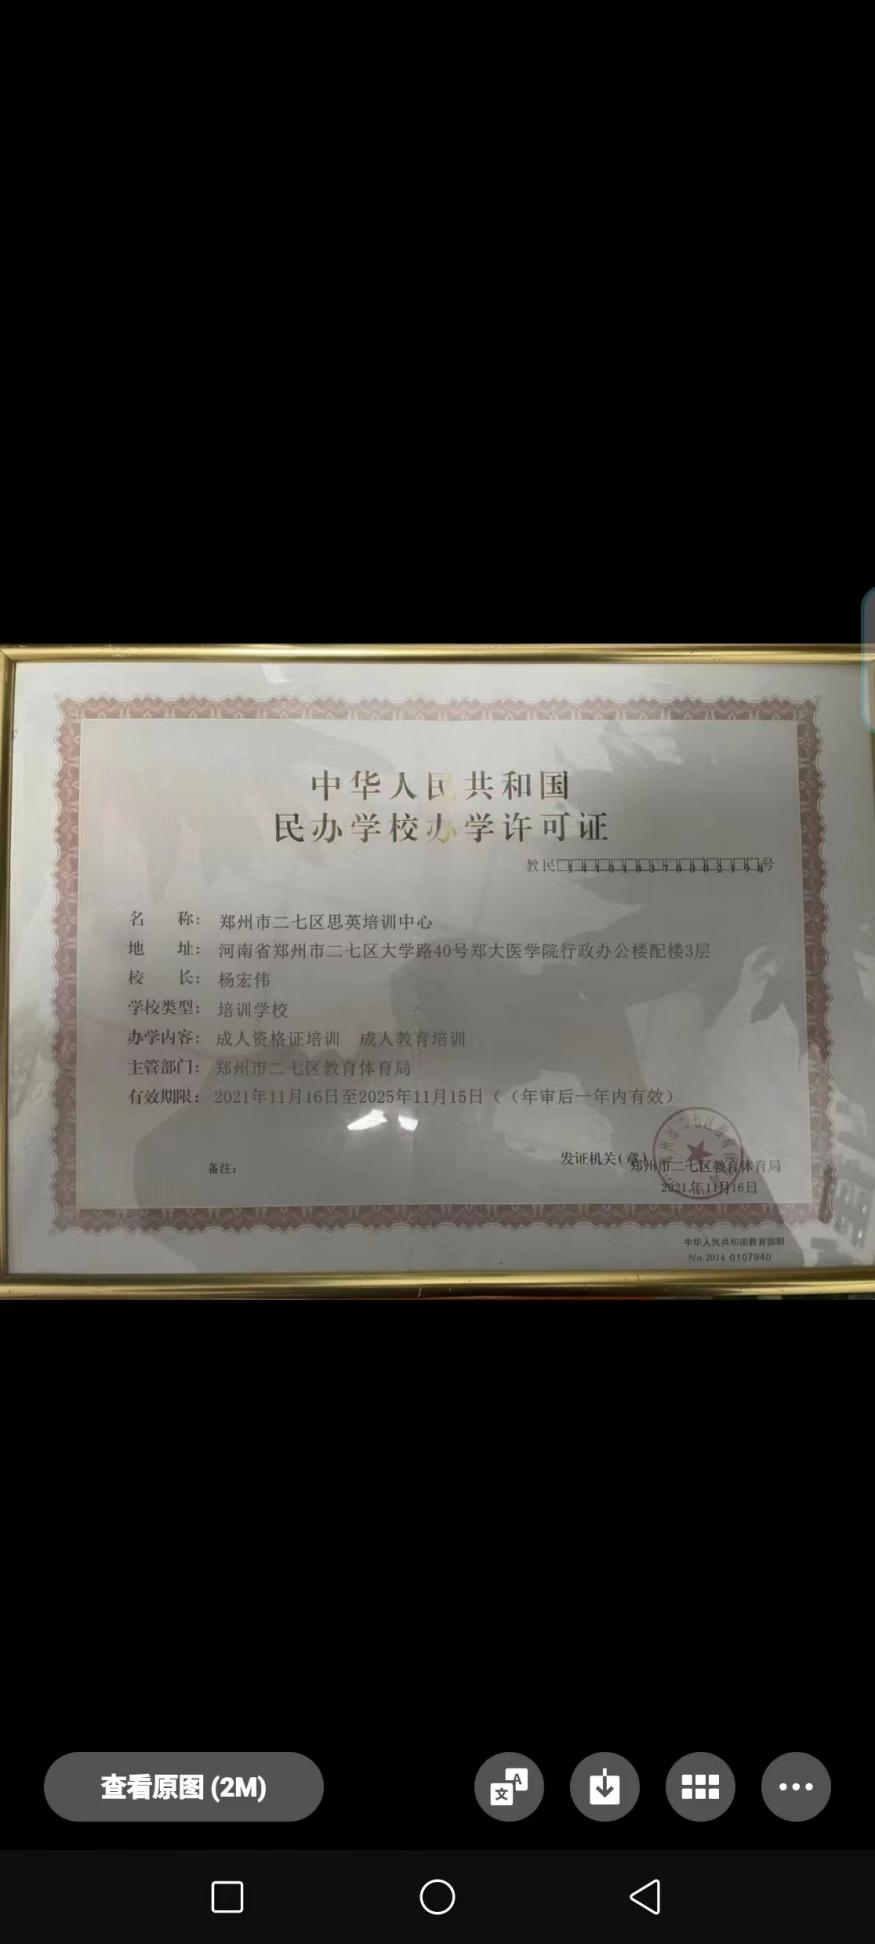 中华人民共和国
民办学校办学许可证
教民 号
名 称: 郑州市二七区思英培训中心
地 址: 河南省郑州市二七区大学路40号郑大医学院行政办公楼配楼3层
校 长: 杨宏伟
学校类型: 培训学校
办学内容: 成人资格证培训 成人教育培训
主管部门: 郑州市二七区教育体育局
有效期限: 2021年11月16日至2025年11月15日（（年审后一年内有效）
备注:
发证机关(章)
郑州市二七区教育体育局
2021年11月16日
中华人民共和国教育部制
No.2014 0107940
查看原图 (2M)